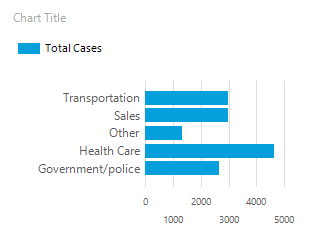 Chart Title
Total Cases
Transportation
Sales
Other
Health Care
Government/police
0 2000 4000
1000 3000 5000